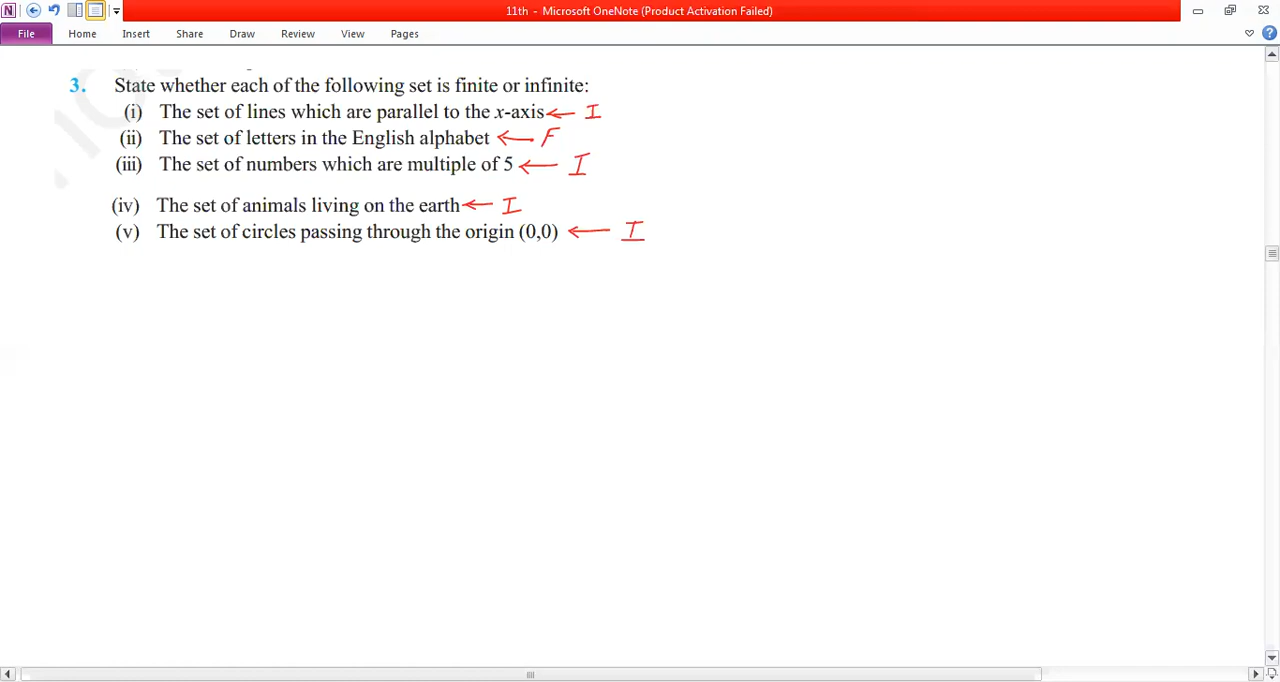 11th - Microsoft OneNote (Product Activation Failed)
File Home Insert Share Draw Review View Pages
3. State whether each of the following set is finite or infinite:
(i) The set of lines which are parallel to the x-axis ← I
(ii) The set of letters in the English alphabet ← F
(iii) The set of numbers which are multiple of 5 ← I
(iv) The set of animals living on the earth ← I
(v) The set of circles passing through the origin (0,0) ← I